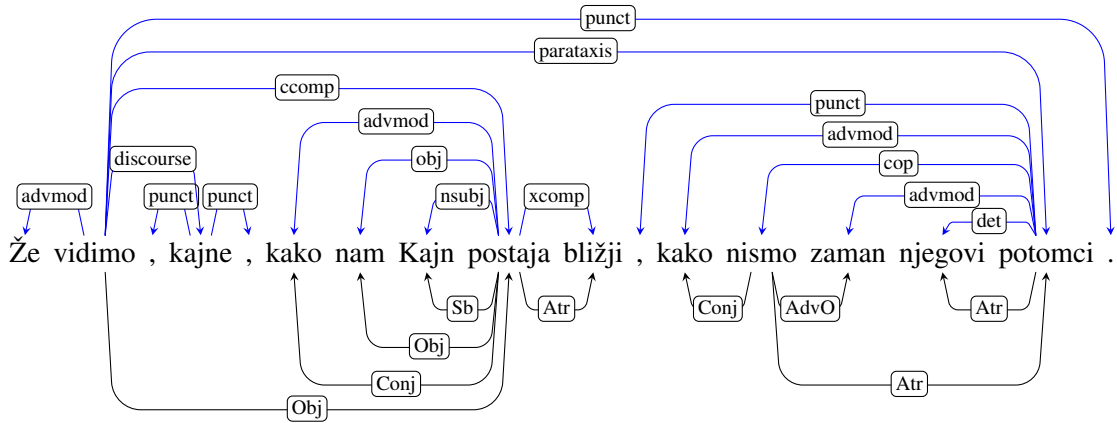 punct
parataxis
ccomp
punct
advmod
advmod
discourse
obj
cop
advmod
punct
punct
nsubj
xcomp
advmod
det
Že vidimo , kajne , kako nam Kajn postaja bližji , kako nismo zaman njegovi potomci .
Sb
Atr
Conj
AdvO
Atr
Obj
Conj
Atr
Obj